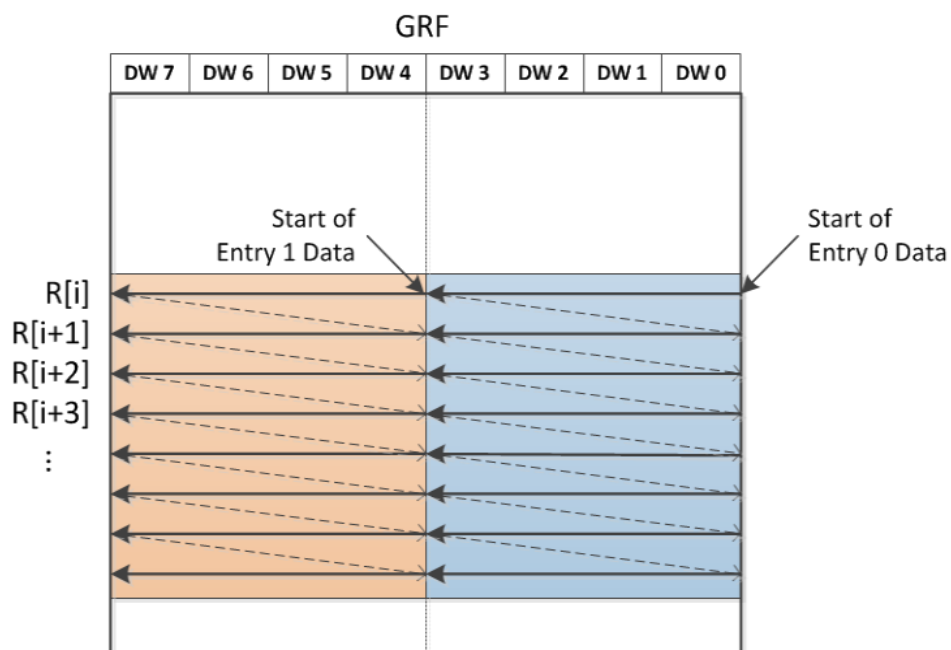 GRF
DW 7 DW 6 DW 5 DW 4 DW 3 DW 2 DW 1 DW 0
Start of
Entry 1 Data
Start of
Entry 0 Data
R[i]
R[i+1]
R[i+2]
R[i+3]
⋮